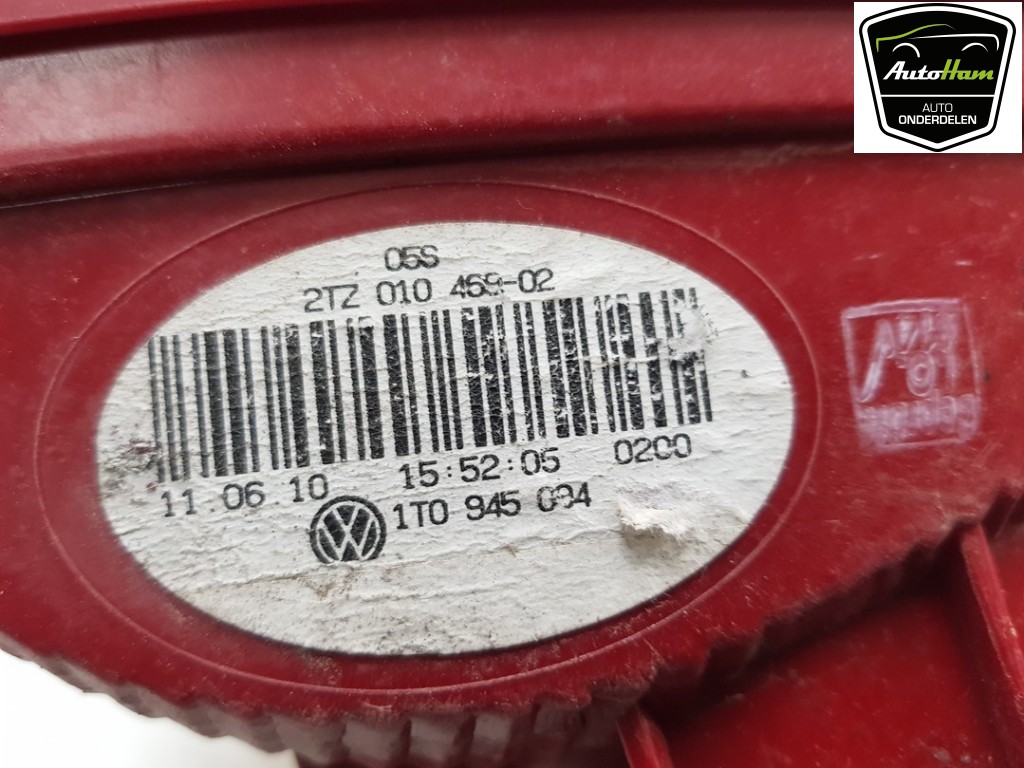 AutoHam
AUTO
ONDERDELEN
05S
2TZ 010 469-02
11.06.10 15:52:05 0200
1T0 945 094